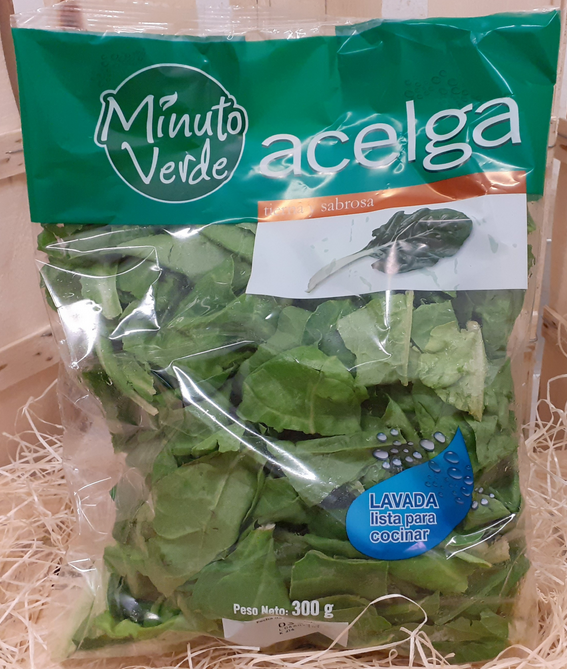 Minuto
Verde
acelga
sabrosa
LAVADA
lista para
cocinar
Peso Neto: 300 g